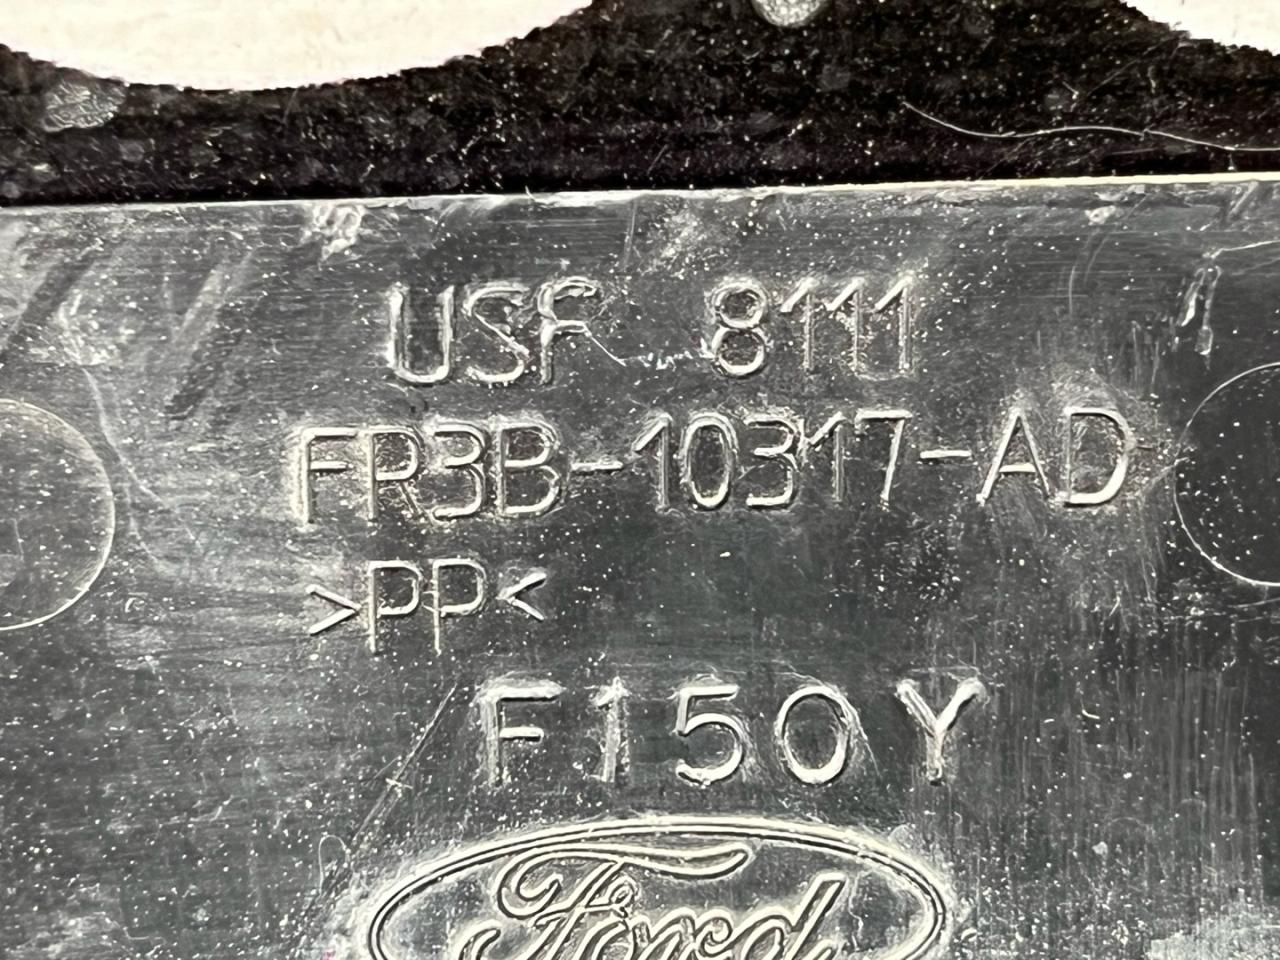 USF 8111
FR3B-10317-AD
>PP<
F150Y
Ford